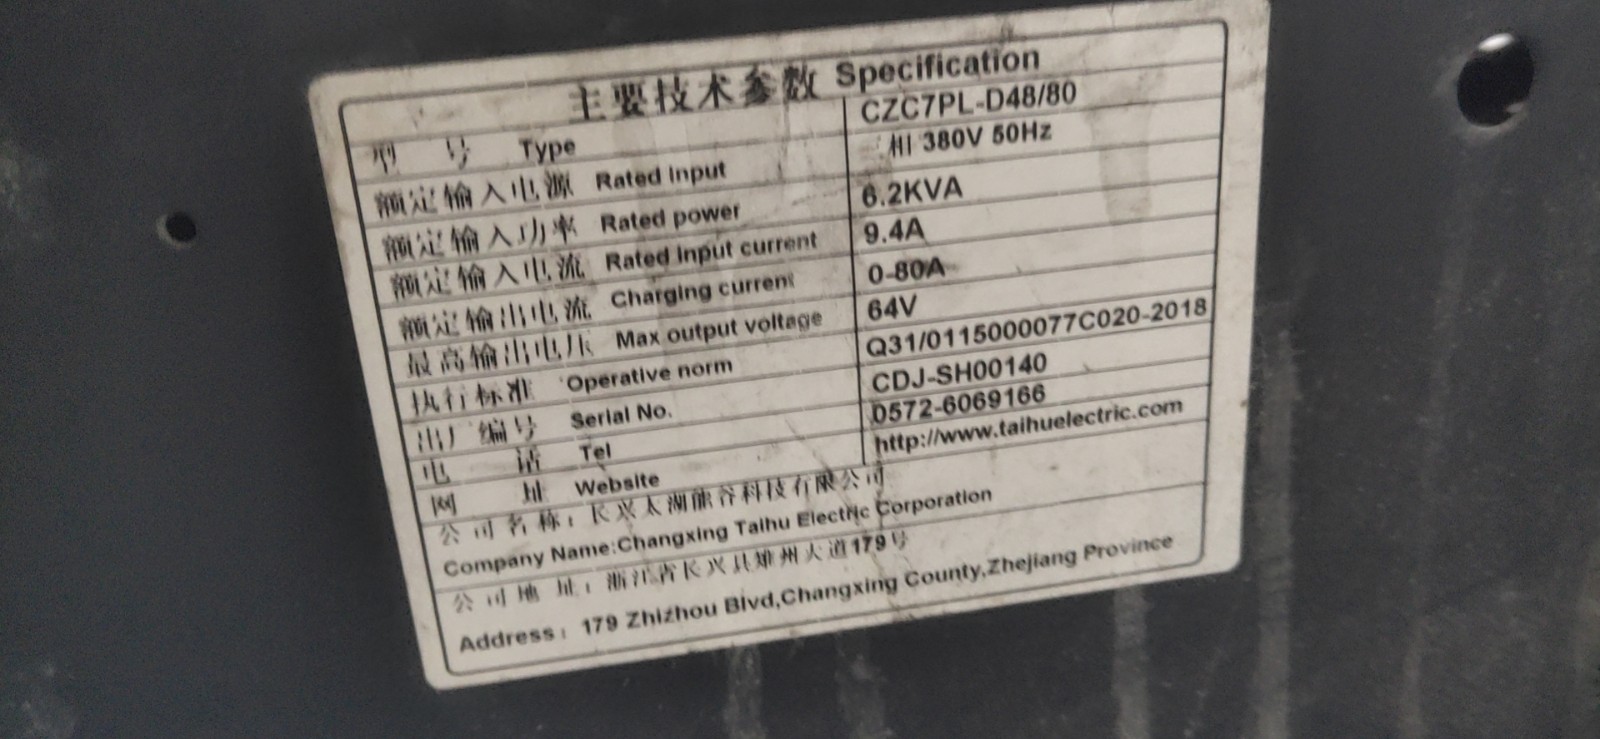 主要技术参数 Specification
型 号 Type CZC7PL-D48/80
额定输入电源 Rated input 三相 380V 50Hz
额定输入功率 Rated power 6.2KVA
额定输入电流 Rated input current 9.4A
额定输出电流 Charging current 0-80A
最高输出电压 Max output voltage 64V
执行标准 Operative norm Q31/0115000077C020-2018
出厂编号 Serial No. CDJ-SH00140
电 话 Tel 0572-6069166
网 址 Website http://www.taihuelectric.com
公司名称：长兴太湖能谷科技有限公司
Company Name:Changxing Taihu Electric Corporation
公司地址：浙江省长兴县雉州大道179号
Address：179 Zhizhou Blvd,Changxing County,Zhejiang Province